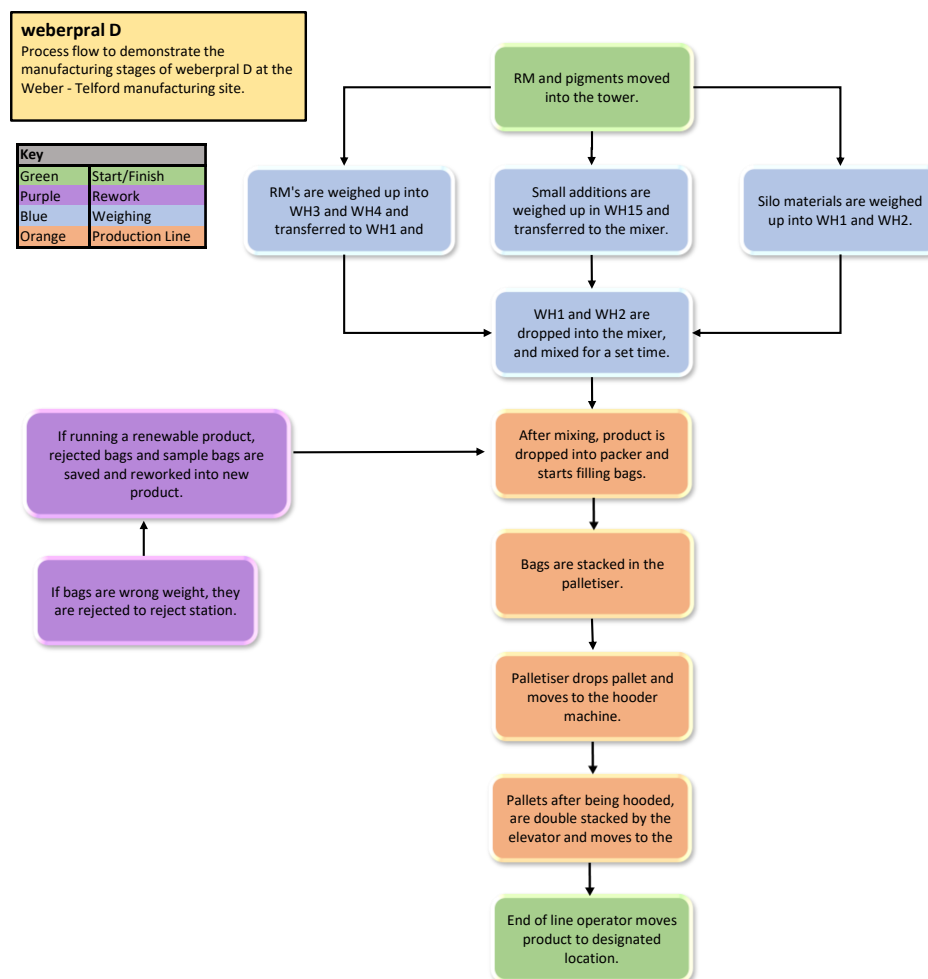 weberpral D
Process flow to demonstrate the
manufacturing stages of weberpral D at the
Weber - Telford manufacturing site.
Key
Green Start/Finish
Purple Rework
Blue Weighing
Orange Production Line
RM and pigments moved
into the tower.
RM's are weighed up into
WH3 and WH4 and
transferred to WH1 and
Small additions are
weighed up in WH15 and
transferred to the mixer.
Silo materials are weighed
up into WH1 and WH2.
WH1 and WH2 are
dropped into the mixer,
and mixed for a set time.
If running a renewable product,
rejected bags and sample bags are
saved and reworked into new
product.
After mixing, product is
dropped into packer and
starts filling bags.
If bags are wrong weight, they
are rejected to reject station.
Bags are stacked in the
palletiser.
Palletiser drops pallet and
moves to the hooder
machine.
Pallets after being hooded,
are double stacked by the
elevator and moves to the
End of line operator moves
product to designated
location.